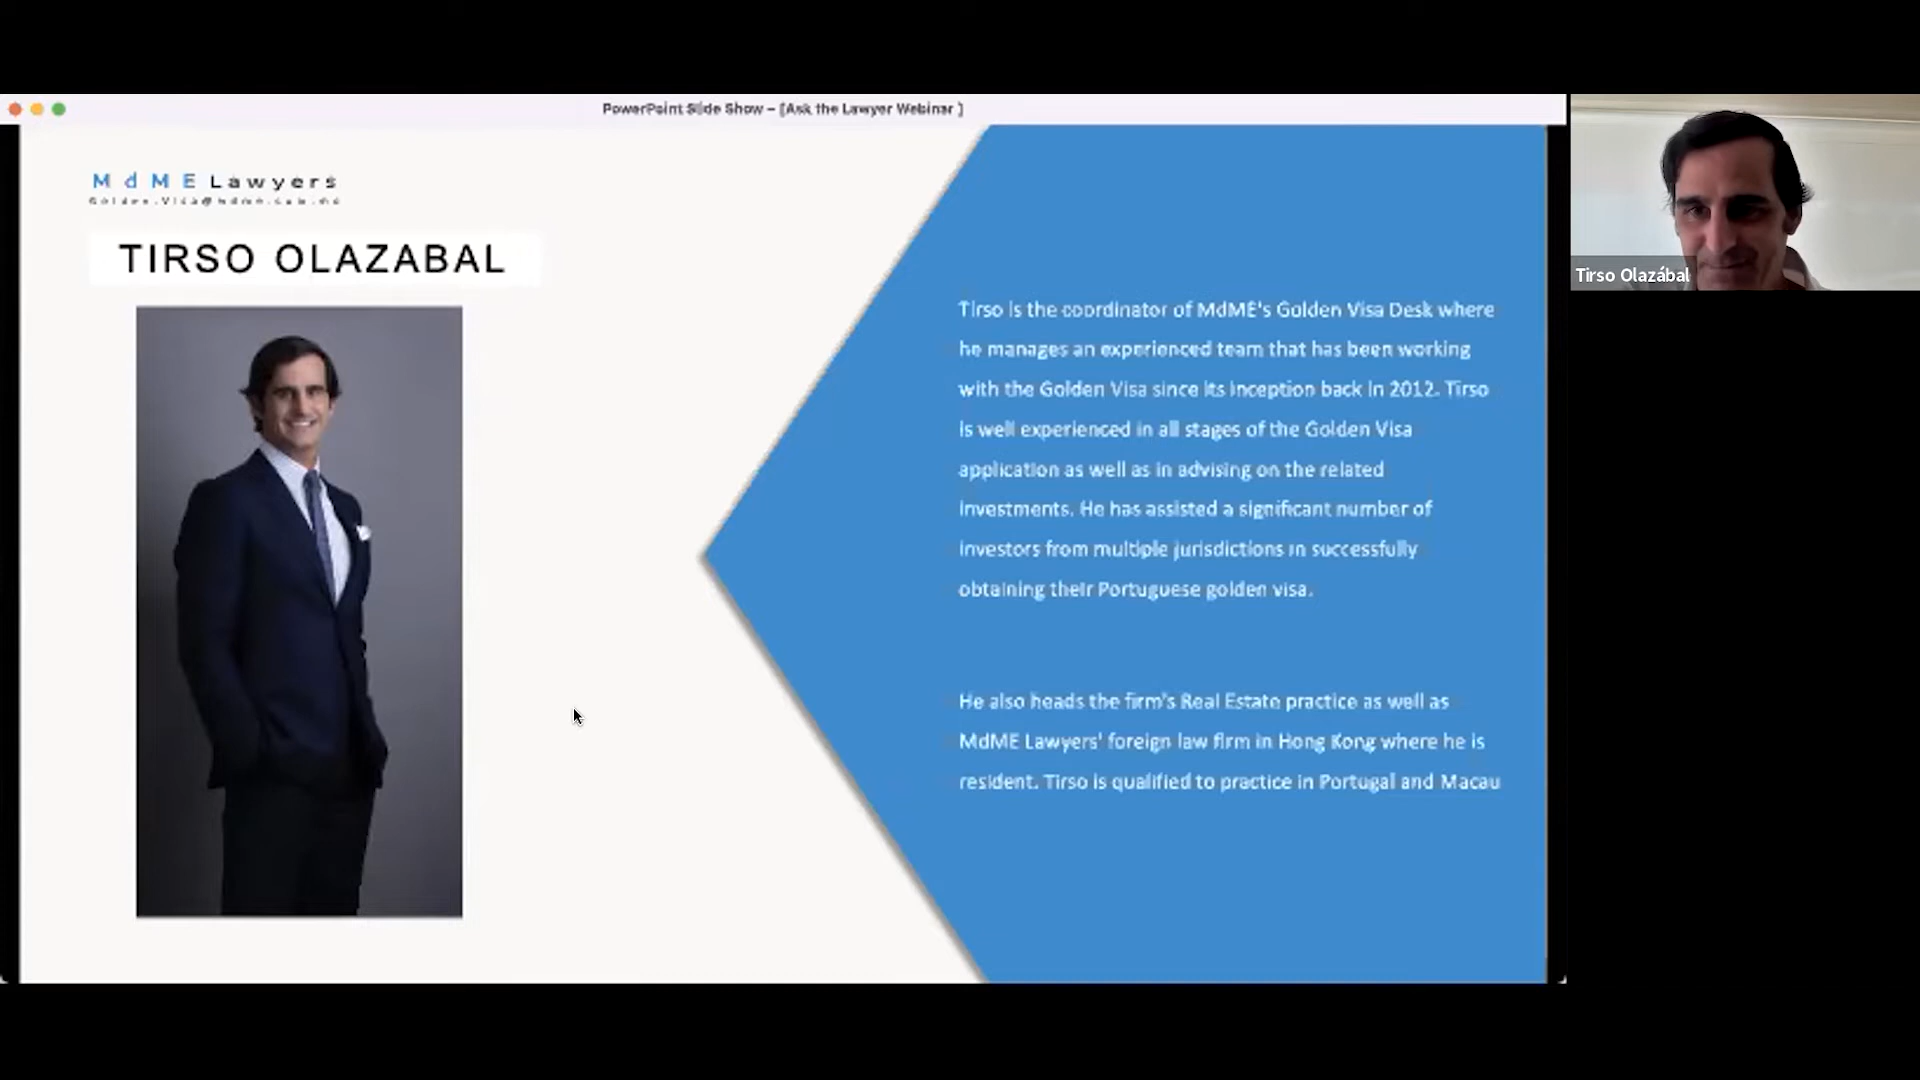 PowerPoint Slide Show – [Ask the Lawyer Webinar ]
MdME Lawyers
TIRSO OLAZABAL
Tirso Olazábal
Tirso is the coordinator of MdME's Golden Visa Desk where
he manages an experienced team that has been working
with the Golden Visa since its inception back in 2012. Tirso
is well experienced in all stages of the Golden Visa
application as well as in advising on the related
investments. He has assisted a significant number of
investors from multiple jurisdictions in successfully
obtaining their Portuguese golden visa.
He also heads the firm's Real Estate practice as well as
MdME Lawyers' foreign law firm in Hong Kong where he is
resident. Tirso is qualified to practice in Portugal and Macau